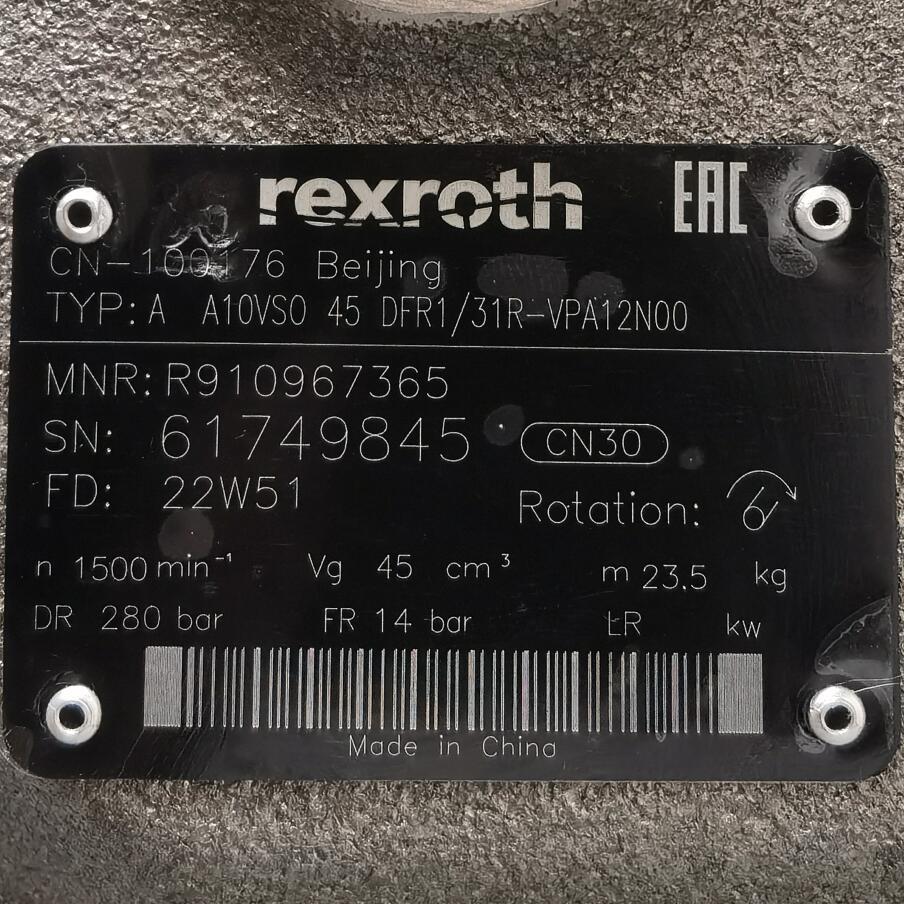 rexroth EAC
CN-100176 Beijing
TYP: A A10VSO 45 DFR1/31R-VPA12N00
MNR: R910967365
SN: 61749845 CN30
FD: 22W51
Rotation:
n 1500 min⁻¹ Vg 45 cm³ m 23.5 kg
DR 280 bar FR 14 bar LR kw
Made in China